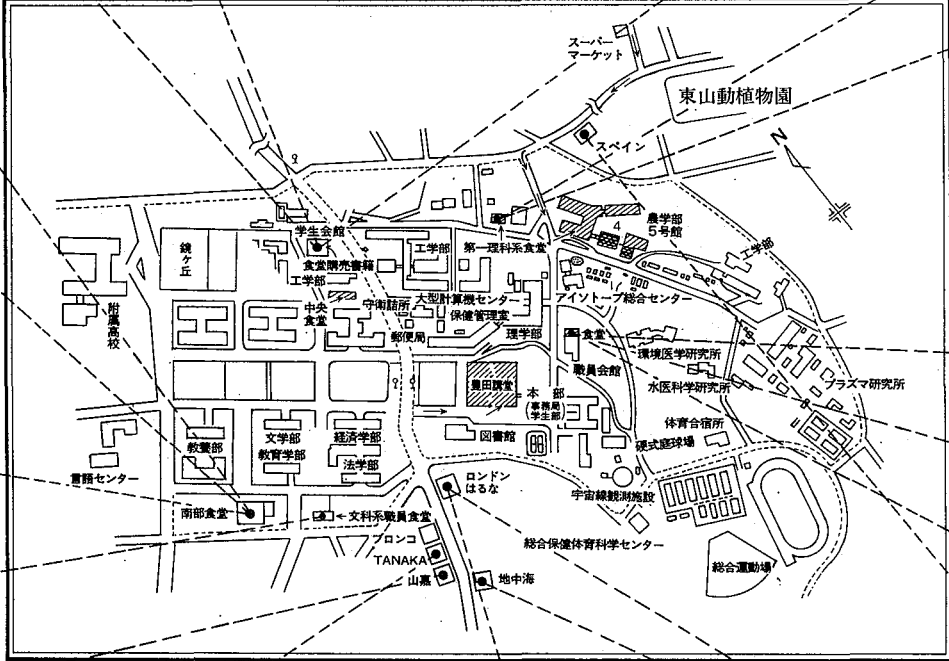 スーパー
マーケット
東山動植物園
スペイン
N
農学部
5号館
4
工学部
学生会館
食堂購売書籍
工学部
第一理科系食堂
鏡ヶ丘
工学部
中央
食堂
守衛詰所
大型計算機センター
保健管理室
アイソトープ総合センター
附属高校
郵便局
理学部
食堂
環境医学研究所
職員会館
水医科学研究所
プラズマ研究所
豊田講堂
本部
(事務局
学生部)
体育合宿所
硬式庭球場
教養部
文学部
教育学部
経済学部
法学部
図書館
言語センター
宇宙線観測施設
ロンドン
はるな
南部食堂
←文科系職員食堂
ブロンコ
TANAKA
山嘉
地中海
総合保健体育科学センター
総合運動場